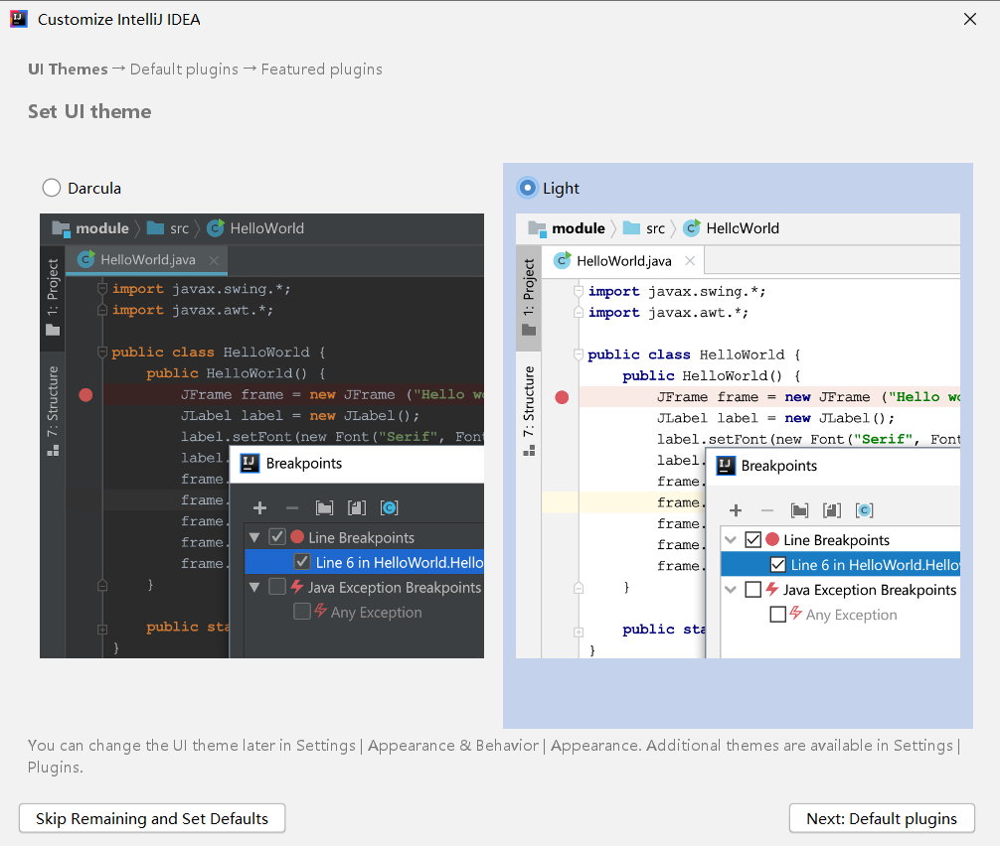 Customize IntelliJ IDEA
UI Themes → Default plugins → Featured plugins
Set UI theme
Darcula
module src HelloWorld
HelloWorld.java
1: Project
7: Structure
import javax.swing.*;
import javax.awt.*;
public class HelloWorld {
public HelloWorld() {
JFrame frame = new JFrame ("Hello wo
JLabel label = new JLabel();
label.setFont(new Font("Serif", Font
label.
frame.
frame.
frame.
frame.
frame.
}
public sta
}
Breakpoints
Line Breakpoints
Line 6 in HelloWorld.Hello
Java Exception Breakpoints
Any Exception
Light
module src HelloWorld
HelloWorld.java
1: Project
7: Structure
import javax.swing.*;
import javax.awt.*;
public class HelloWorld {
public HelloWorld() {
JFrame frame = new JFrame ("Hello wo
JLabel label = new JLabel();
label.setFont(new Font("Serif", Font
label.
frame.
frame.
frame.
frame.
frame.
}
public sta
}
Breakpoints
Line Breakpoints
Line 6 in HelloWorld.Hello
Java Exception Breakpoints
Any Exception
You can change the UI theme later in Settings | Appearance & Behavior | Appearance. Additional themes are available in Settings |
Plugins.
Skip Remaining and Set Defaults
Next: Default plugins